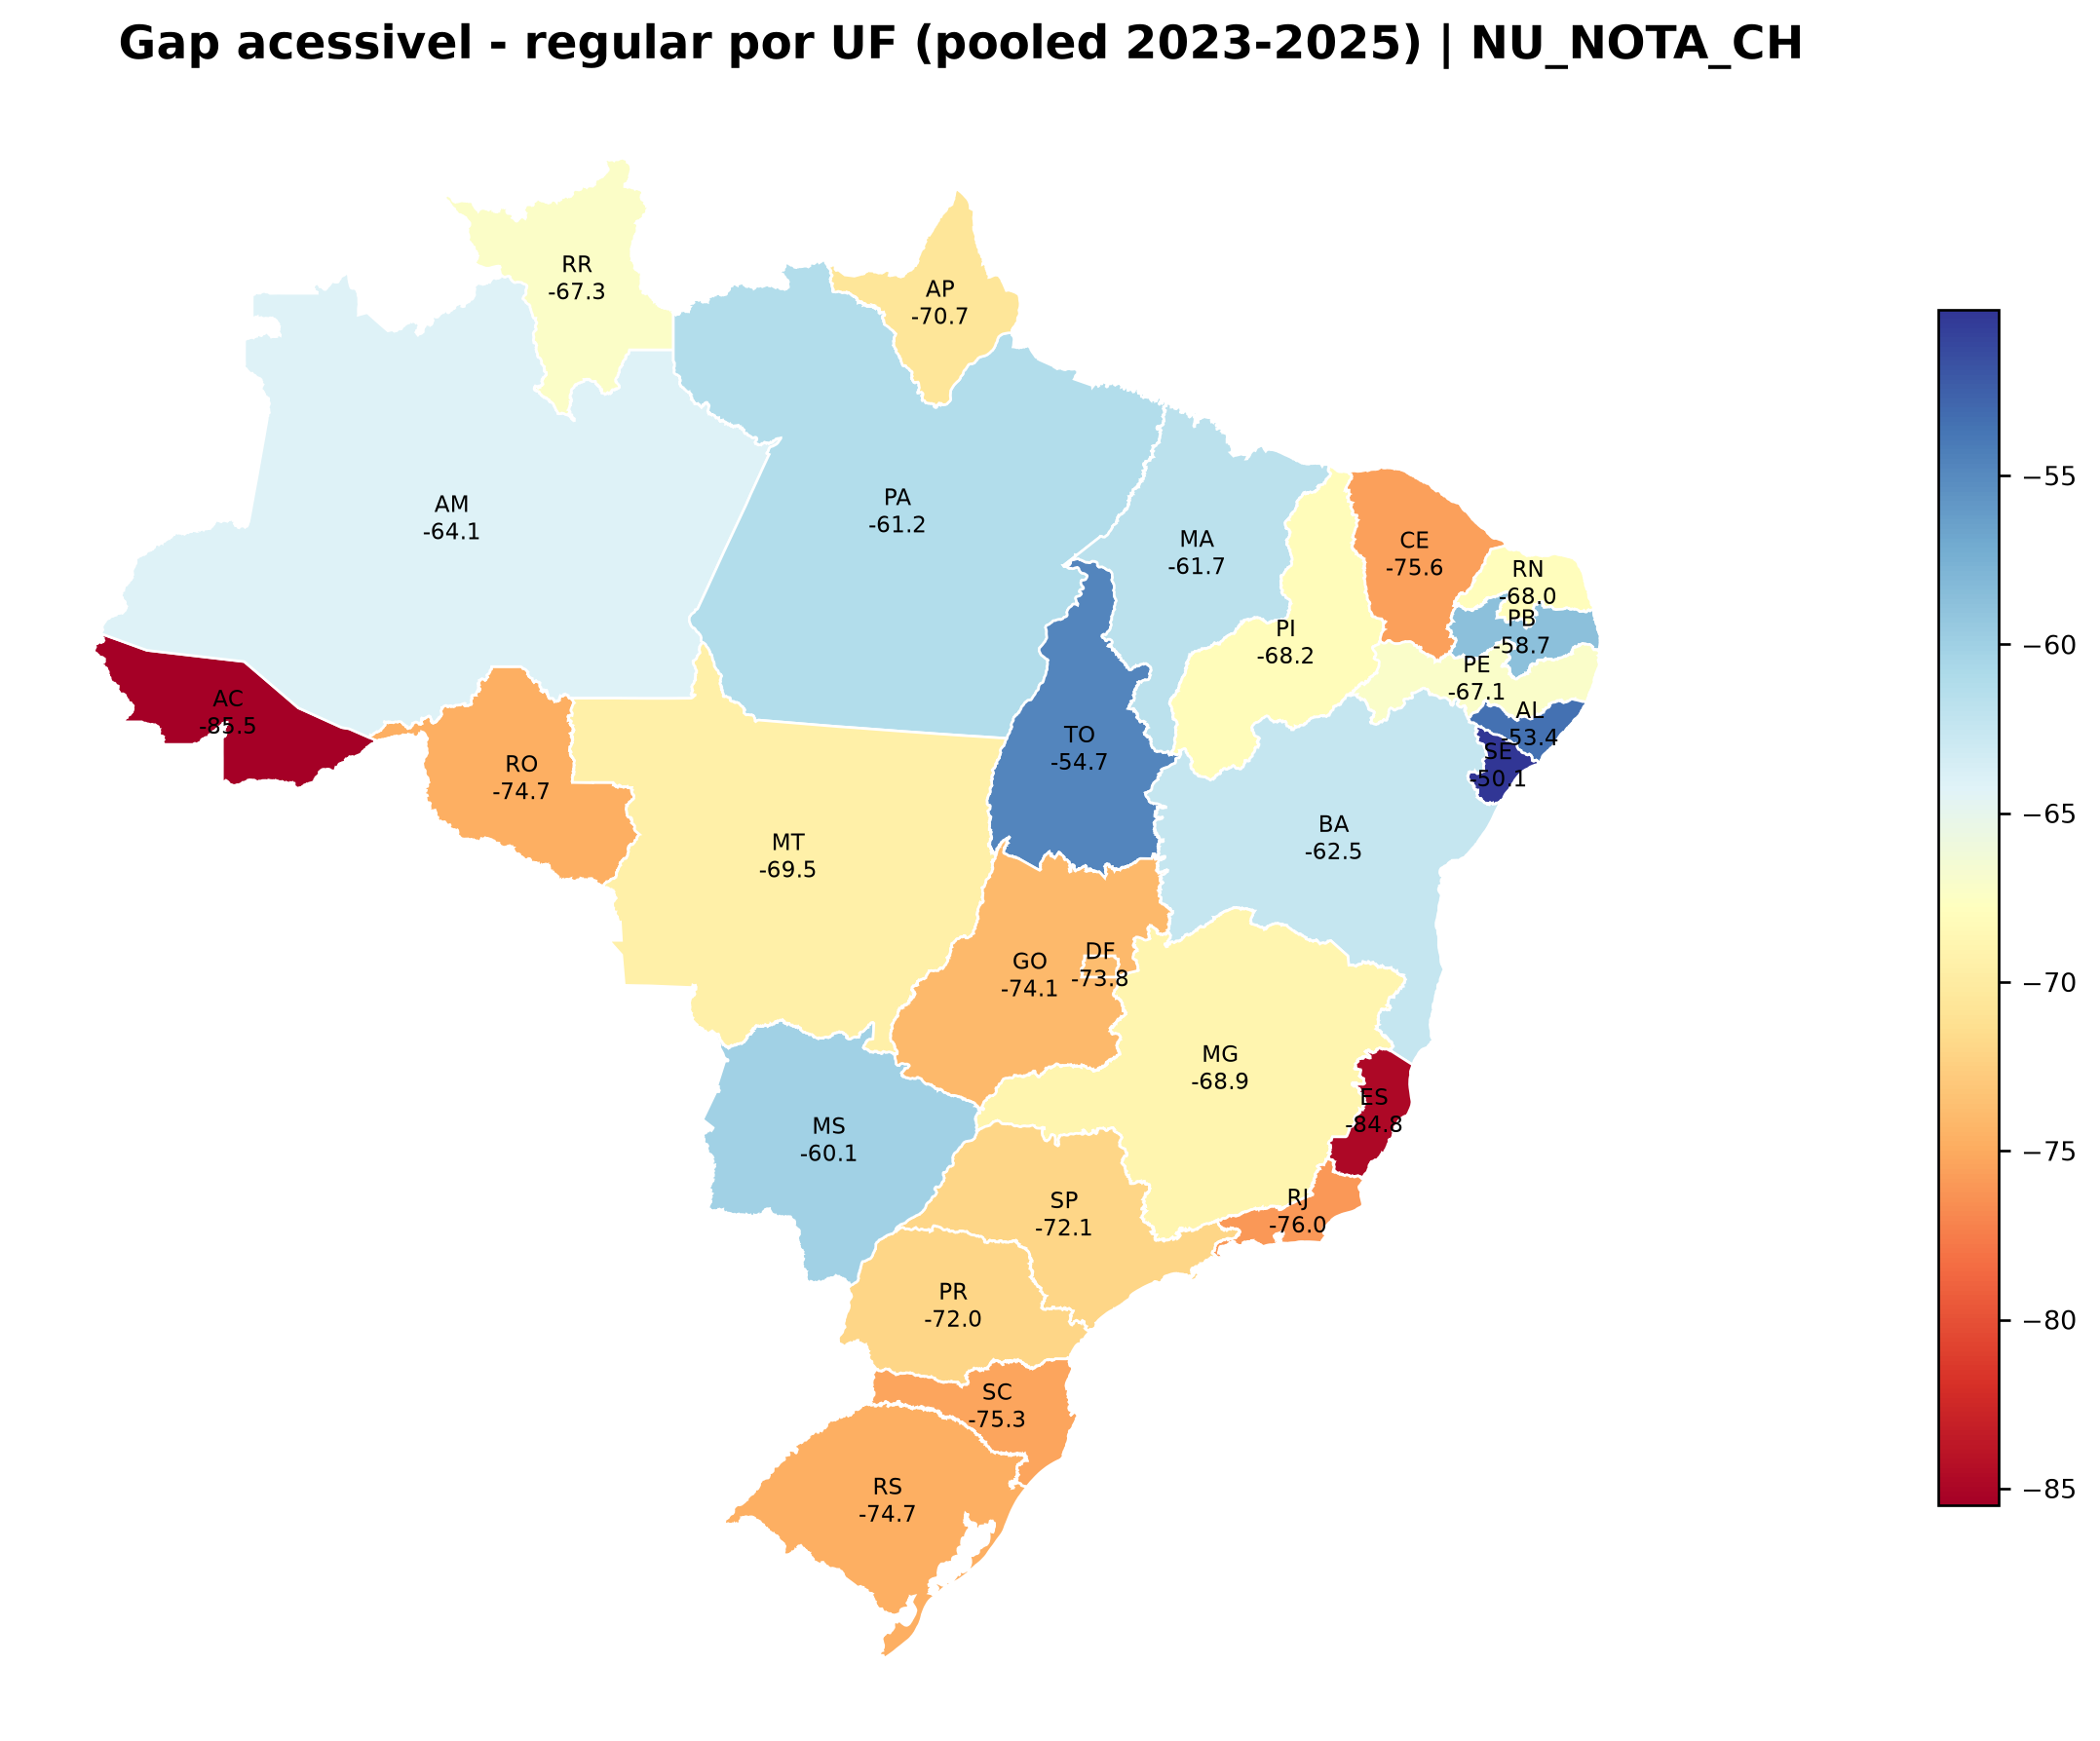 Gap acessivel - regular por UF (pooled 2023-2025) | NU_NOTA_CH
RR
-67.3
AP
-70.7
AM
-64.1
PA
-61.2
MA
-61.7
CE
-75.6
RN
-68.0
PB
-58.7
PI
-68.2
PE
-67.1
AC
-85.5
AL
-53.4
SE
-50.1
TO
-54.7
RO
-74.7
BA
-62.5
MT
-69.5
DF
-73.8
GO
-74.1
MG
-68.9
ES
-84.8
MS
-60.1
SP
-72.1
RJ
-76.0
PR
-72.0
SC
-75.3
RS
-74.7
−55
−60
−65
−70
−75
−80
−85